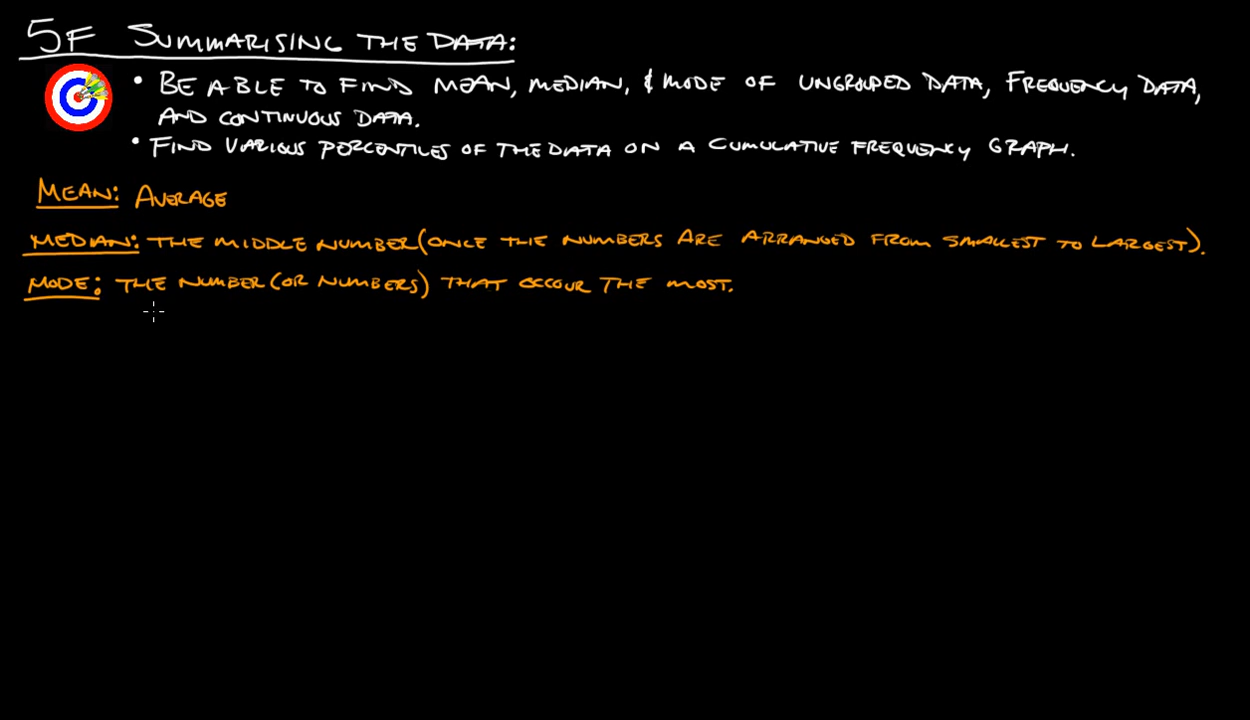 5F SUMMARISING THE DATA:
• BE ABLE TO FIND MEAN, MEDIAN, & MODE OF UNGROUPED DATA, FREQUENCY DATA,
AND CONTINUOUS DATA.
• FIND VARIOUS PERCENTILES OF THE DATA ON A CUMULATIVE FREQUENCY GRAPH.
MEAN: AVERAGE
MEDIAN: THE MIDDLE NUMBER (ONCE THE NUMBERS ARE ARRANGED FROM SMALLEST TO LARGEST).
MODE: THE NUMBER (OR NUMBERS) THAT OCCOUR THE MOST.